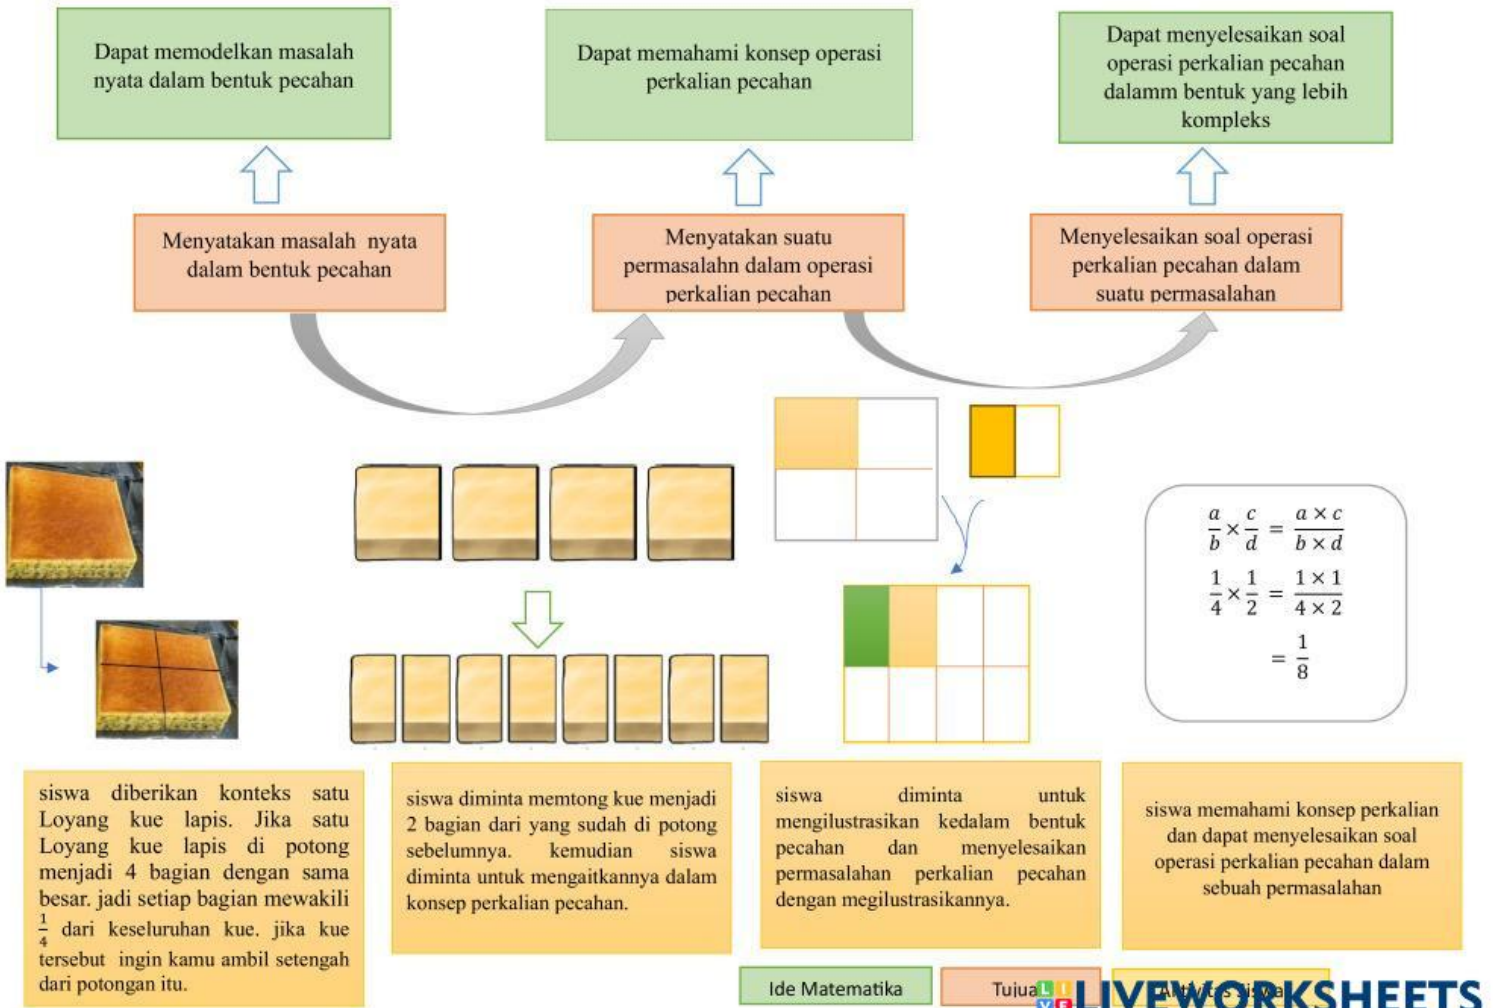 Dapat memodelkan masalah
nyata dalam bentuk pecahan
Dapat memahami konsep operasi
perkalian pecahan
Dapat menyelesaikan soal
operasi perkalian pecahan
dalamm bentuk yang lebih
kompleks
Menyatakan masalah nyata
dalam bentuk pecahan
Menyatakan suatu
permasalahn dalam operasi
perkalian pecahan
Menyelesaikan soal operasi
perkalian pecahan dalam
suatu permasalahan
a/b × c/d = a × c / b × d
1/4 × 1/2 = 1 × 1 / 4 × 2
= 1/8
siswa diberikan konteks satu
Loyang kue lapis. Jika satu
Loyang kue lapis di potong
menjadi 4 bagian dengan sama
besar. jadi setiap bagian mewakili
1/4 dari keseluruhan kue. jika kue
tersebut ingin kamu ambil setengah
dari potongan itu.
siswa diminta memtong kue menjadi
2 bagian dari yang sudah di potong
sebelumnya. kemudian siswa
diminta untuk mengaitkannya dalam
konsep perkalian pecahan.
siswa diminta untuk
mengilustrasikan kedalam bentuk
pecahan dan menyelesaikan
permasalahan perkalian pecahan
dengan megilustrasikannya.
siswa memahami konsep perkalian
dan dapat menyelesaikan soal
operasi perkalian pecahan dalam
sebuah permasalahan
Ide Matematika
LIVEWORKSHEETS